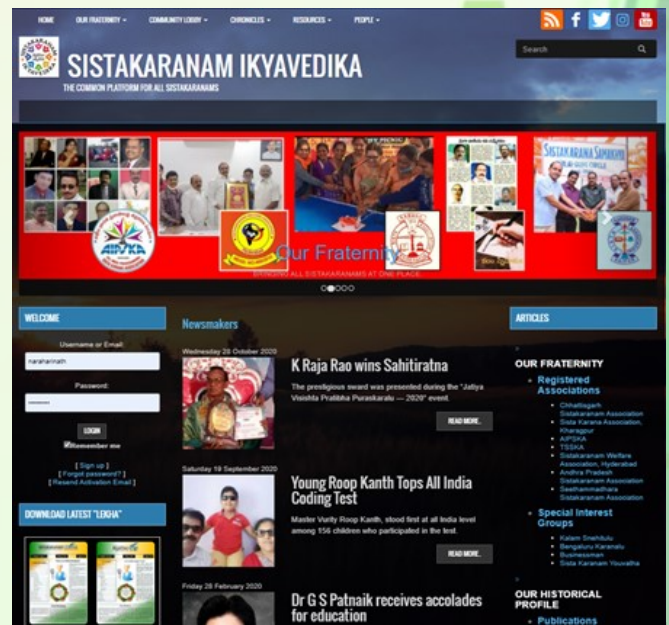 HOME
OUR FRATERNITY
COMMUNITY LOBBY
CHRONICLES
RESOURCES
PEOPLE
Search
SISTAKARANAM IKYAVEDIKA
THE COMMON PLATFORM FOR ALL SISTAKARANAMS
SISTAKARANA SAMAKHYA
AIPSKA
Our Fraternity
BRINGING ALL SISTAKARANAMS AT ONE PLACE
WELCOME
Username or Email:
naraharinath
Password:
LOGIN
Remember me
[ Sign up ]
[ Forgot password? ]
[ Resend Activation Email ]
DOWNLOAD LATEST "LEKHA"
Newsmakers
Wednesday 28 October 2020
K Raja Rao wins Sahitiratna
The prestigious sward was presented during the "Jatiya
Visishta Pratibha Puraskaralu — 2020" event.
READ MORE..
Saturday 19 September 2020
Young Roop Kanth Tops All India
Coding Test
Master Vurity Roop Kanth, stood first at all India level
among 156 children who participated in the test.
READ MORE..
Friday 28 February 2020
Dr G S Patnaik receives accolades
for education
ARTICLES
OUR FRATERNITY
Registered
Associations
Chhattisgarh
Sistakaranam Association
Sista Karana Association,
Kharagpur
AIPSKA
TSSKA
Sistakaranam Welfare
Association, Hyderabad
Andhra Pradesh
Sistakaranam Association
Seethammadhara
Sistakaranam Association
Special Interest
Groups
Kalam Snehitulu
Bengaluru Karanalu
Businessman
Sista Karanam Youvatha
OUR HISTORICAL
PROFILE
Publications